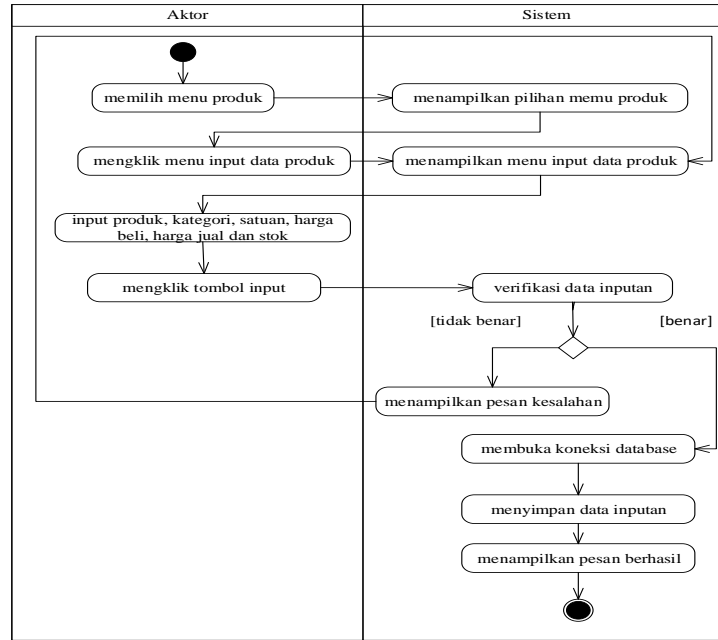 Aktor
Sistem
memilih menu produk
menampilkan pilihan memu produk
mengklik menu input data produk
menampilkan menu input data produk
input produk, kategori, satuan, harga
beli, harga jual dan stok
mengklik tombol input
verifikasi data inputan
[tidak benar]
[benar]
menampilkan pesan kesalahan
membuka koneksi database
menyimpan data inputan
menampilkan pesan berhasil